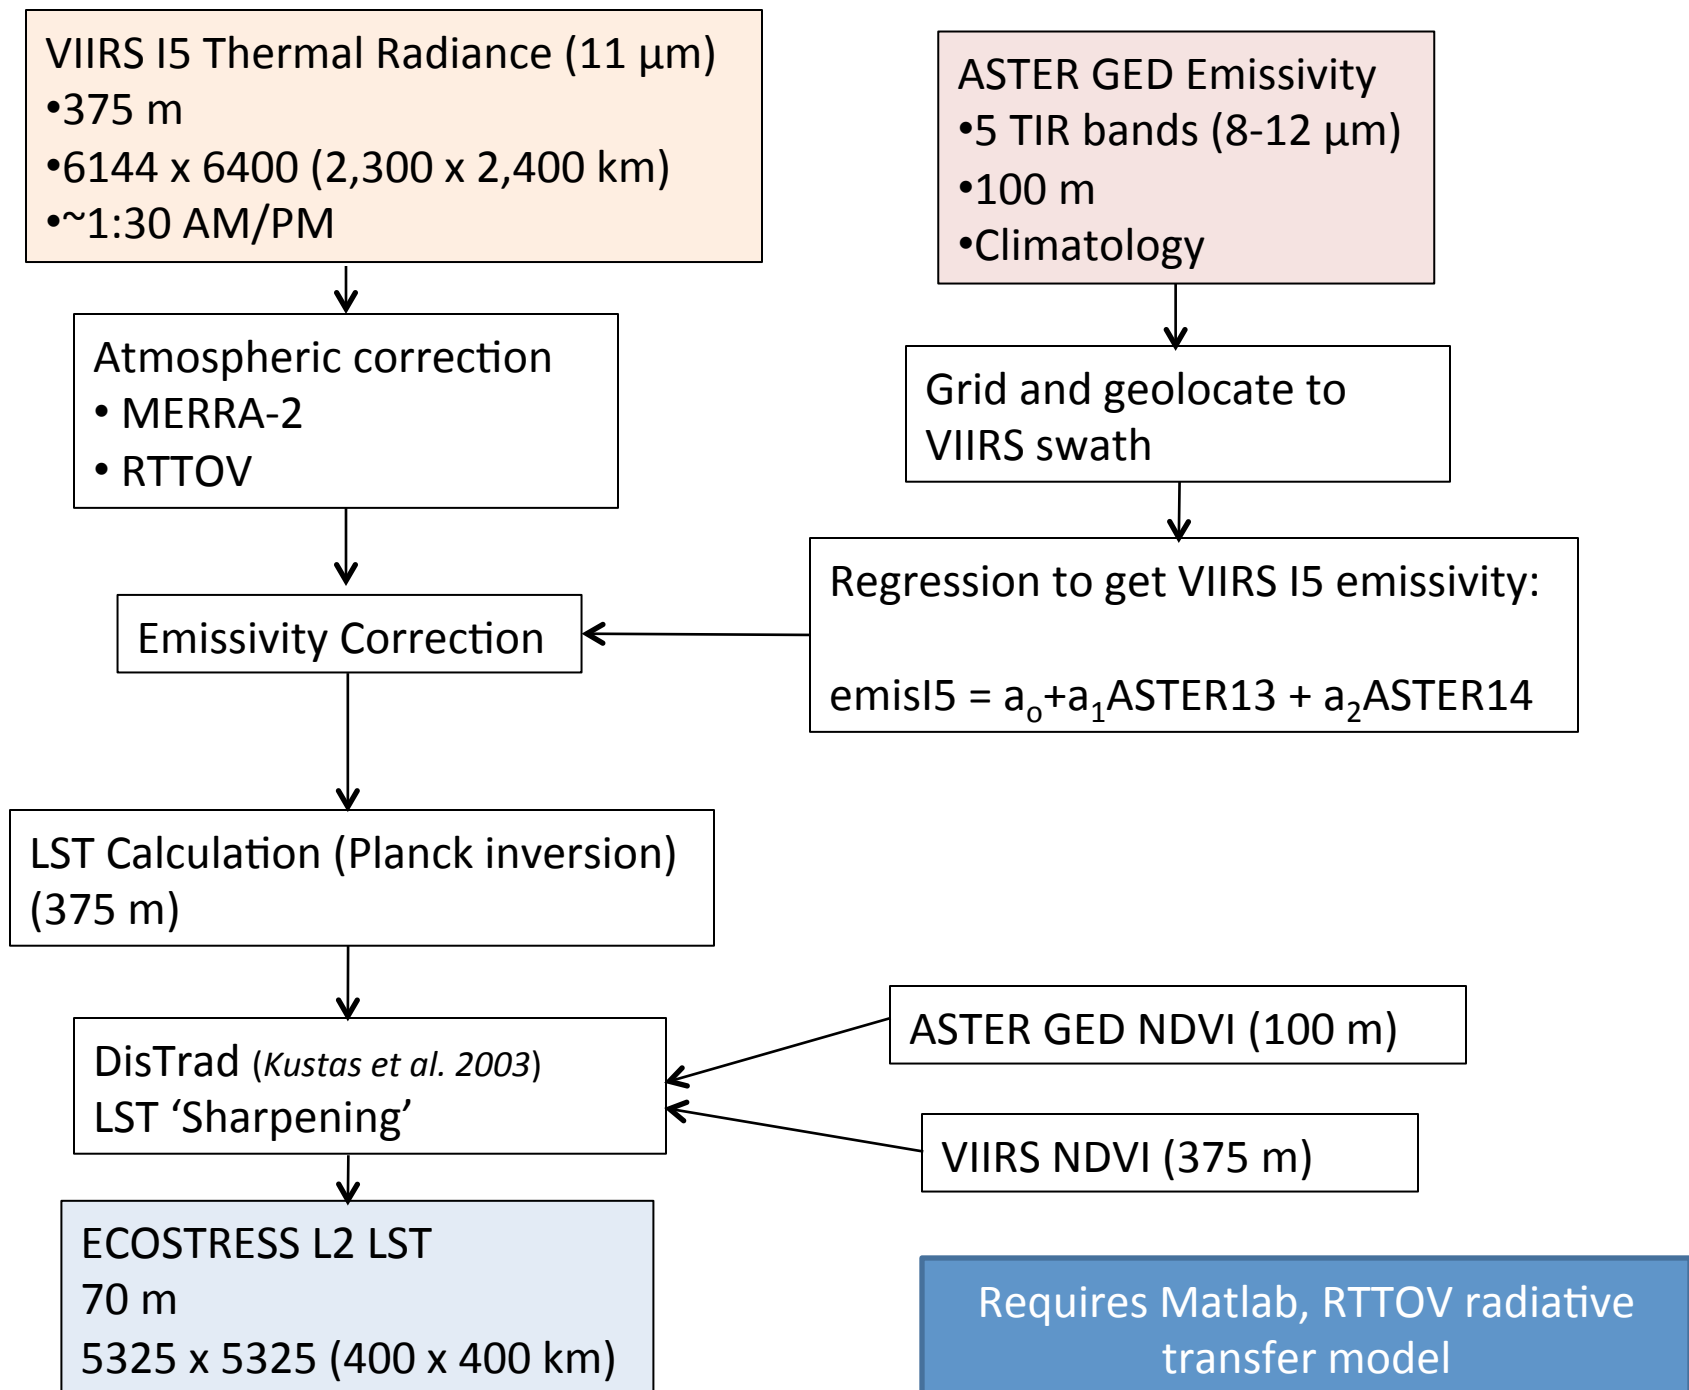 VIIRS I5 Thermal Radiance (11 μm)
•375 m
•6144 x 6400 (2,300 x 2,400 km)
•~1:30 AM/PM
ASTER GED Emissivity
•5 TIR bands (8-12 μm)
•100 m
•Climatology
Atmospheric correction
• MERRA-2
• RTTOV
Grid and geolocate to
VIIRS swath
Emissivity Correction
Regression to get VIIRS I5 emissivity:
emisI5 = aₒ+a₁ASTER13 + a₂ASTER14
LST Calculation (Planck inversion)
(375 m)
DisTrad (Kustas et al. 2003)
LST ‘Sharpening’
ASTER GED NDVI (100 m)
VIIRS NDVI (375 m)
ECOSTRESS L2 LST
70 m
5325 x 5325 (400 x 400 km)
Requires Matlab, RTTOV radiative
transfer model